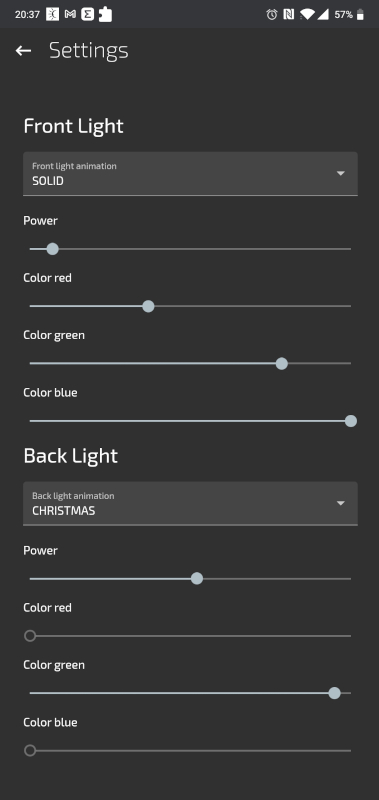 20:37
57%
Settings
Front Light
Front light animation
SOLID
Power
Color red
Color green
Color blue
Back Light
Back light animation
CHRISTMAS
Power
Color red
Color green
Color blue